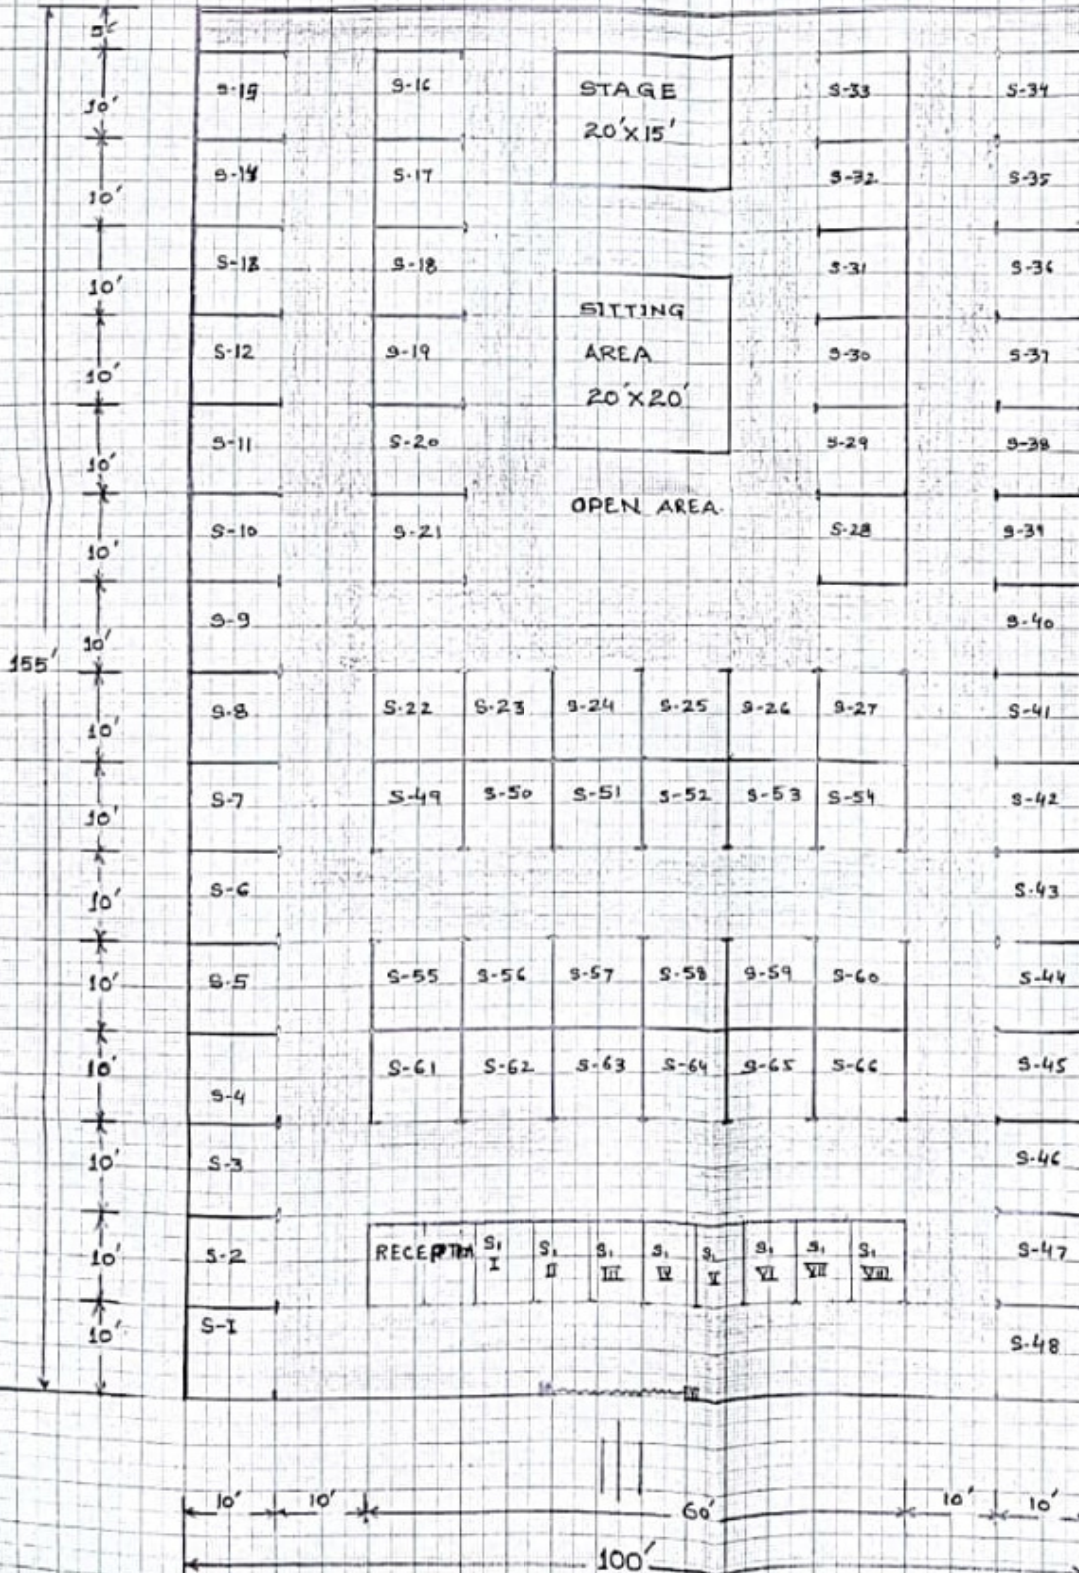 5'
S-15 S-16 STAGE S-33 S-34
10' 20'X15'
S-14 S-17 S-32 S-35
10'
S-13 S-18 S-31 S-36
10' SITTING
S-12 S-19 AREA S-30 S-37
10' 20'X20'
S-11 S-20 S-29 S-38
10'
OPEN AREA.
S-10 S-21 S-28 S-39
10'
S-9 S-40
10'
155'
S-8 S-22 S-23 S-24 S-25 S-26 S-27 S-41
10'
S-7 S-49 S-50 S-51 S-52 S-53 S-54 S-42
10'
S-6 S-43
10'
S-5 S-55 S-56 S-57 S-58 S-59 S-60 S-44
10'
S-4 S-61 S-62 S-63 S-64 S-65 S-66 S-45
10'
S-3 S-46
10'
S-2 RECEPTION S1 I S1 II S1 III S1 IV S1 V S1 VI S1 VII S1 VIII S-47
10'
S-I S-48
10'
10' 10' 60' 10' 10'
100'